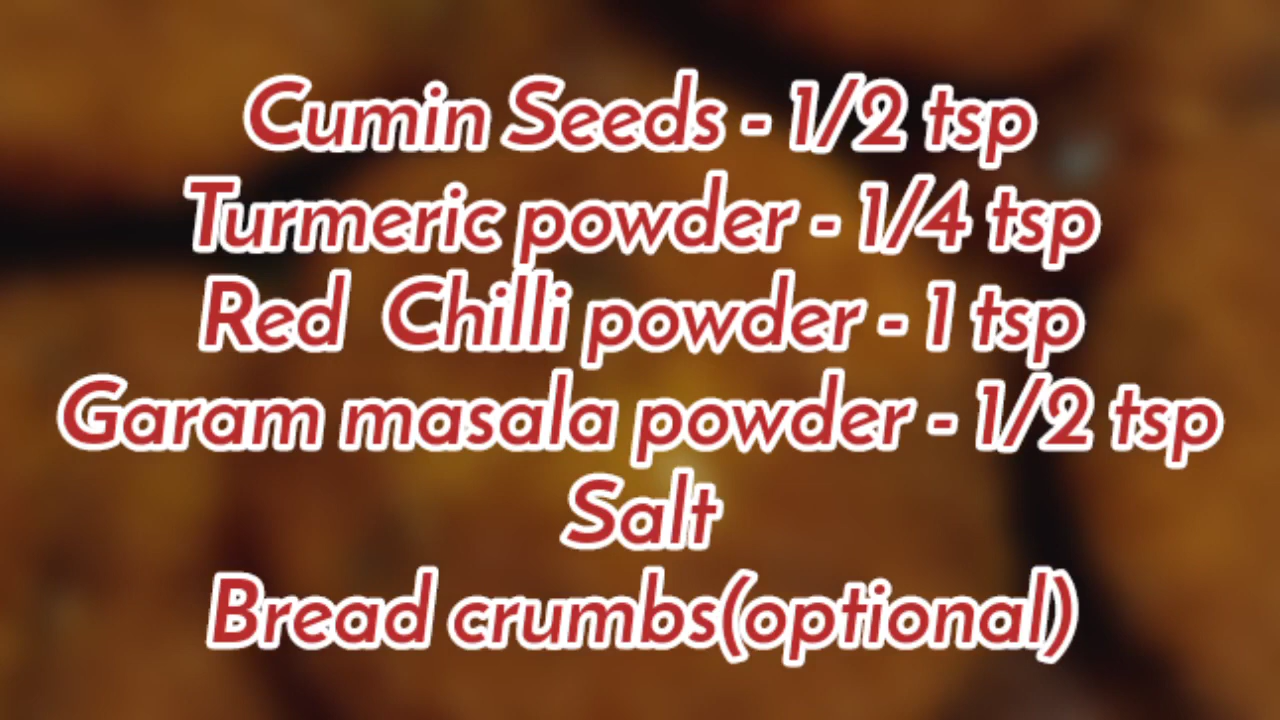 Cumin Seeds - 1/2 tsp
Turmeric powder - 1/4 tsp
Red Chilli powder - 1 tsp
Garam masala powder - 1/2 tsp
Salt
Bread crumbs(optional)